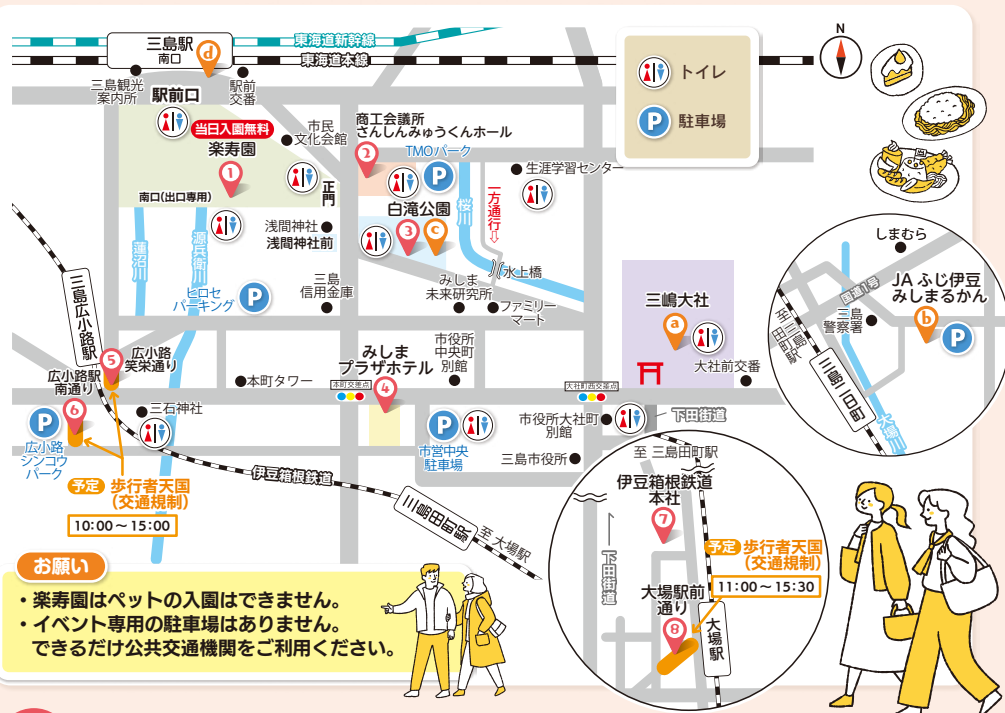 三島駅
南口
d
東海道新幹線
東海道本線
N
トイレ
P
駐車場
三島観光
案内所
駅前口
駅前
交番
当日入園無料
楽寿園
1
市民
文化会館
正門
南口(出口専用)
商工会議所
さんしんみゅうくんホール
2
TMOパーク
P
生涯学習センター
一方通行⇨
桜川
白滝公園
3
c
水上橋
浅間神社
浅間神社前
蓮沼川
源兵衛川
ヒロセ
パーキング
P
三島
信用金庫
みしま
未来研究所
ファミリー
マート
三嶋大社
a
大社前交番
しまむら
国道1号
JA ふじ伊豆
みしまるかん
b
P
三島
警察署
至 三島田町駅
三島二日町
大場川
三島広小路駅
5
広小路
笑栄通り
広小路駅
南通り
6
本町タワー
みしま
プラザホテル
本町交差点
4
市役所
中央町
別館
大社町西交差点
三石神社
P
広小路
シンコウ
パーク
P
市営中央
駐車場
市役所大社町
別館
下田街道
三島市役所
伊豆箱根鉄道
三島田町駅
至 大場駅
予定 歩行者天国
(交通規制)
10:00～15:00
至 三島田町駅
伊豆箱根鉄道
本社
7
下田街道
予定 歩行者天国
(交通規制)
11:00～15:30
大場駅前
通り
8
大場駅
お願い
・楽寿園はペットの入園はできません。
・イベント専用の駐車場はありません。
できるだけ公共交通機関をご利用ください。